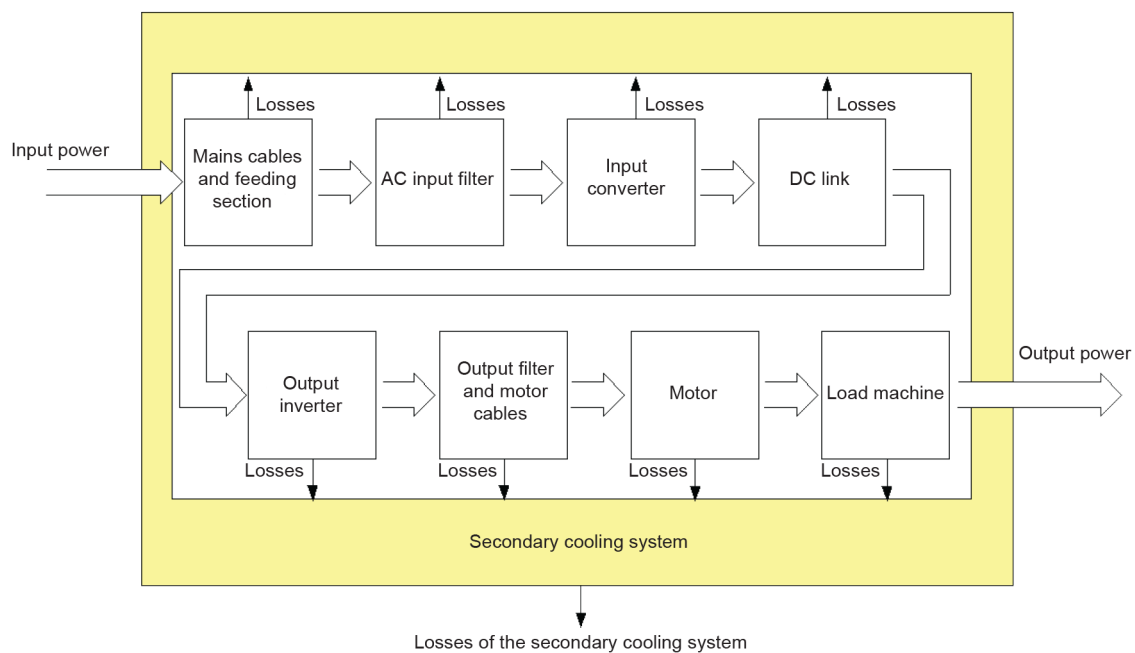 Losses
Losses
Losses
Losses
Input power
Mains cables
and feeding
section
AC input filter
Input
converter
DC link
Output power
Output
inverter
Output filter
and motor
cables
Motor
Load machine
Losses
Losses
Losses
Losses
Secondary cooling system
Losses of the secondary cooling system